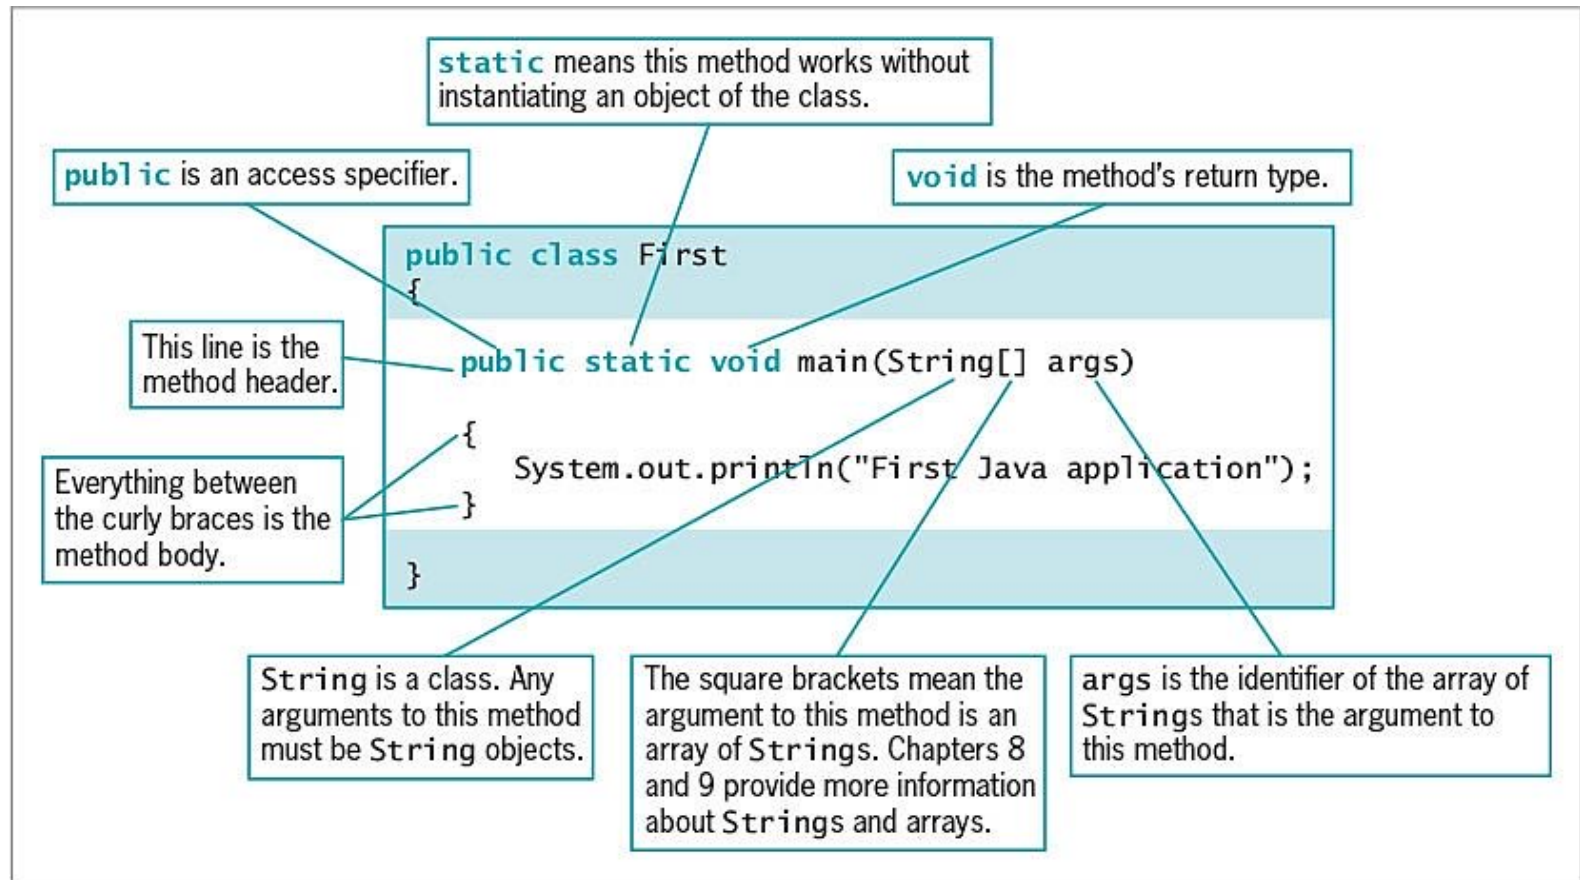 static means this method works without
instantiating an object of the class.
public is an access specifier.
void is the method's return type.
public class First
{
This line is the
method header.
public static void main(String[] args)
{
System.out.println("First Java application");
}
Everything between
the curly braces is the
method body.
}
String is a class. Any
arguments to this method
must be String objects.
The square brackets mean the
argument to this method is an
array of Strings. Chapters 8
and 9 provide more information
about Strings and arrays.
args is the identifier of the array of
Strings that is the argument to
this method.